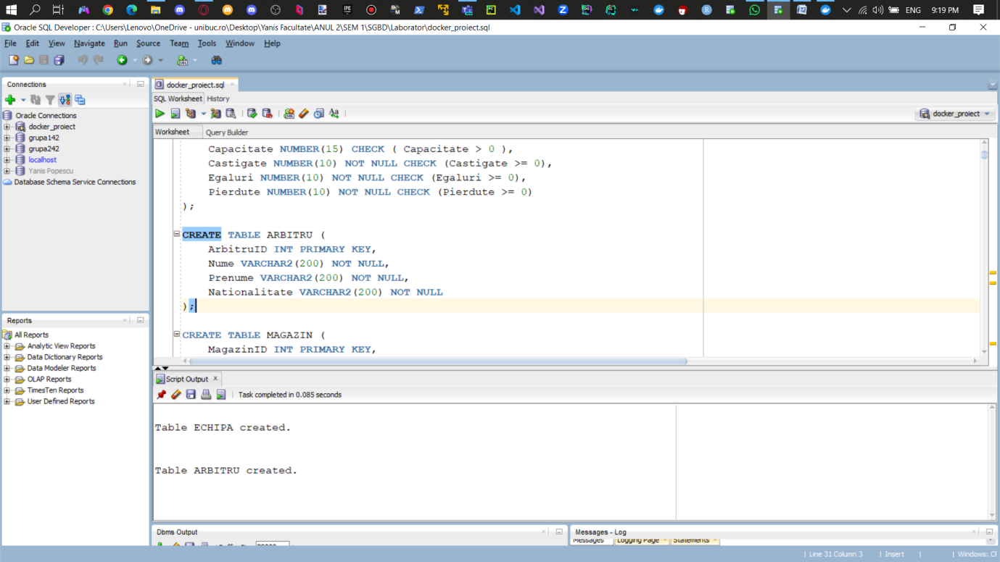 ENG 9:19 PM
Oracle SQL Developer : C:\Users\Lenovo\OneDrive - unibuc.ro\Desktop\Yanis Facultate\ANUL 2\SEM 1\SGBD\Laborator\docker_proiect.sql
File Edit View Navigate Run Source Team Tools Window Help
Connections
docker_proiect.sql
SQL Worksheet History
docker_proiect
Worksheet Query Builder
Oracle Connections
docker_proiect
grupa142
grupa242
localhost
Yanis Popescu
Database Schema Service Connections
Capacitate NUMBER(15) CHECK ( Capacitate > 0 ),
Castigate NUMBER(10) NOT NULL CHECK (Castigate >= 0),
Egaluri NUMBER(10) NOT NULL CHECK (Egaluri >= 0),
Pierdute NUMBER(10) NOT NULL CHECK (Pierdute >= 0)
);
CREATE TABLE ARBITRU (
ArbitruID INT PRIMARY KEY,
Nume VARCHAR2(200) NOT NULL,
Prenume VARCHAR2(200) NOT NULL,
Nationalitate VARCHAR2(200) NOT NULL
);
CREATE TABLE MAGAZIN (
MagazinID INT PRIMARY KEY,
Reports
All Reports
Analytic View Reports
Data Dictionary Reports
Data Modeler Reports
OLAP Reports
TimesTen Reports
User Defined Reports
Script Output
Task completed in 0.085 seconds
Table ECHIPA created.
Table ARBITRU created.
Dbms Output
Messages - Log
Messages Logging Page Statements
Line 31 Column 3 Insert Windows: CR